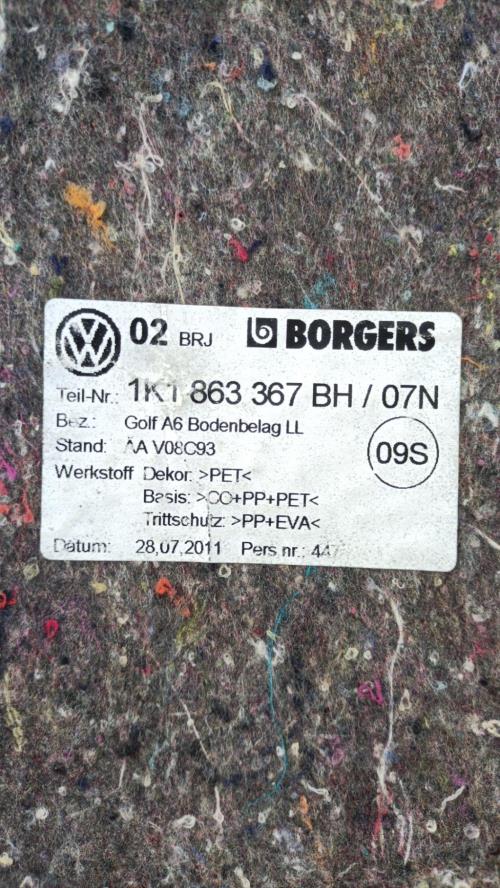 02 BRJ BORGERS
Teil-Nr.: 1K1 863 367 BH / 07N
Bez.: Golf A6 Bodenbelag LL
Stand: AA V08C93
09S
Werkstoff Dekor: >PET<
Basis: >CO+PP+PET<
Trittschutz: >PP+EVA<
Datum: 28,07,2011 Pers nr.: 447